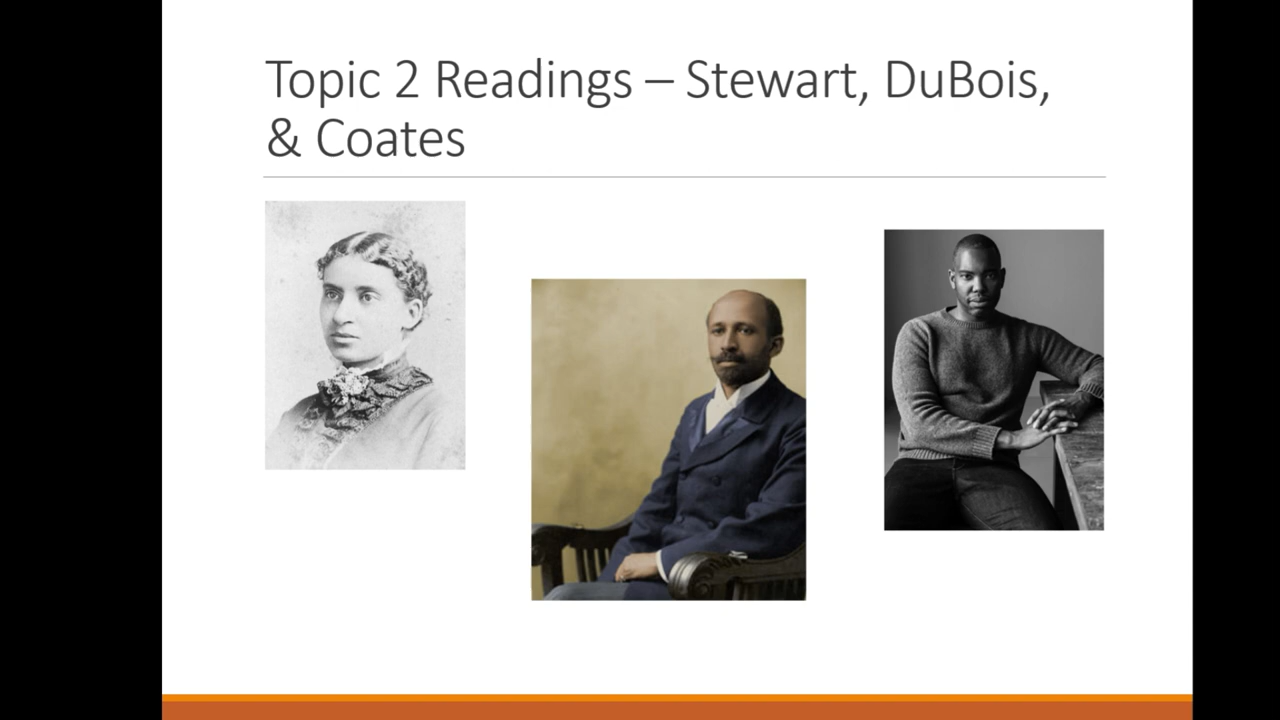 Topic 2 Readings – Stewart, DuBois,
& Coates